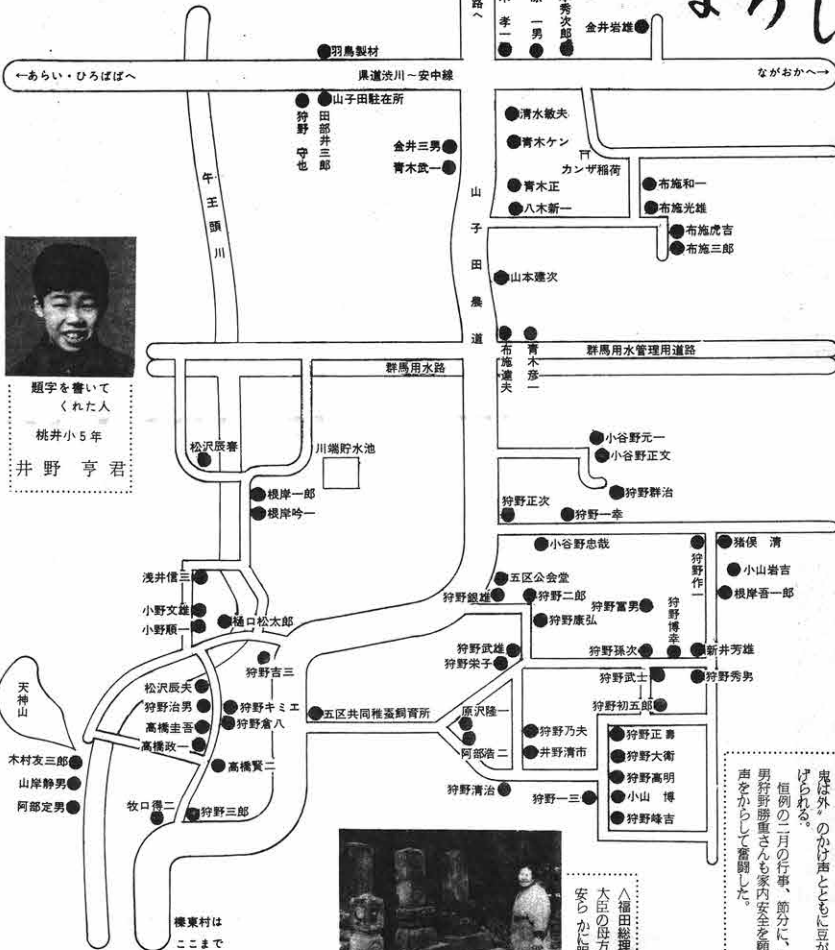 よろし
路へ
孝一
一男
秀次郎
金井岩雄
羽鳥製材
←あらい・ひろばばへ
県道渋川〜安中線
ながおかへ→
山子田駐在所
田部井三郎
狩野守也
金井三男
青木武一
清水敏夫
青木ケン
カンザ稲荷
青木正
八木新一
布施和一
布施光雄
布施虎吉
布施三郎
午王頭川
山子田農道
山本建次
布施達夫
青木彦一
群馬用水管理用道路
群馬用水路
題字を書いて
くれた人
桃井小5年
井野亨君
松沢辰春
川端貯水池
根岸一郎
根岸吟一
小谷野元一
小谷野正文
狩野群治
狩野正次
狩野一幸
小谷野忠哉
狩野作一
猪俣 清
小山岩吉
根岸吾一郎
浅井信三
小野文雄
小野順一
樋口松太郎
五区公会堂
狩野銀雄
狩野二郎
狩野康弘
狩野富男
狩野博幸
狩野孫次
新井芳雄
狩野武雄
狩野栄子
狩野武士
狩野秀男
狩野初五郎
狩野吉三
天神山
松沢辰夫
狩野治男
高橋圭吾
高橋政一
狩野キミエ
狩野倉八
高橋賢二
五区共同稚蚕飼育所
原沢隆一
阿部浩二
狩野乃夫
井野清市
狩野正寿
狩野大衛
狩野高明
小山 博
狩野峰吉
木村友三郎
山岸静男
阿部定男
牧口得二
狩野三郎
狩野清治
狩野一三
榛東村は
ここまで
鬼は外〃のかけ声とともに豆が
げられる。
恒例の二月の行事、節分に、
男狩野勝重さんも家内安全を願
声をからして奮闘した。
八福田総理
大臣の母方
安らかに